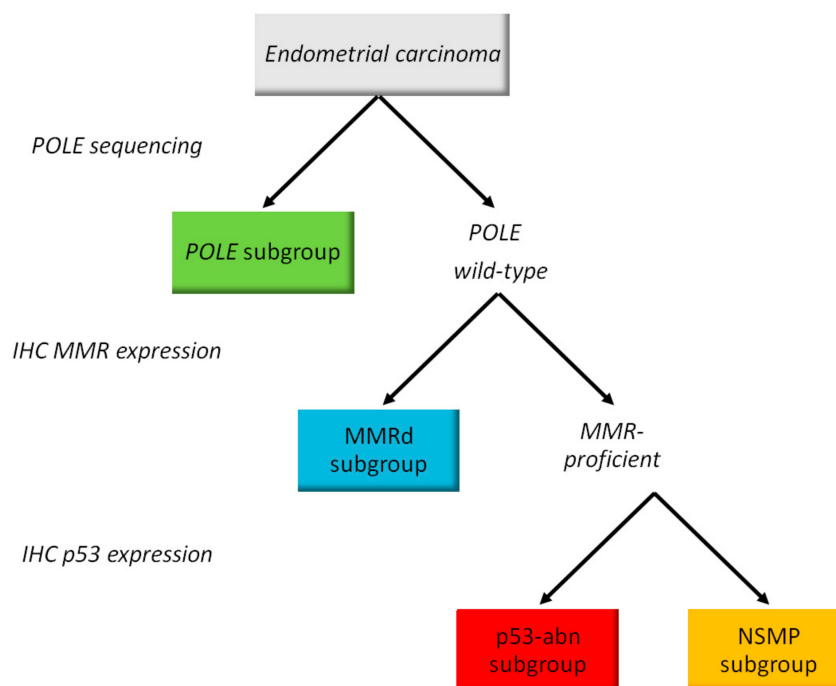 Endometrial carcinoma
POLE sequencing
POLE subgroup
POLE
wild-type
IHC MMR expression
MMRd
subgroup
MMR-
proficient
IHC p53 expression
p53-abn
subgroup
NSMP
subgroup